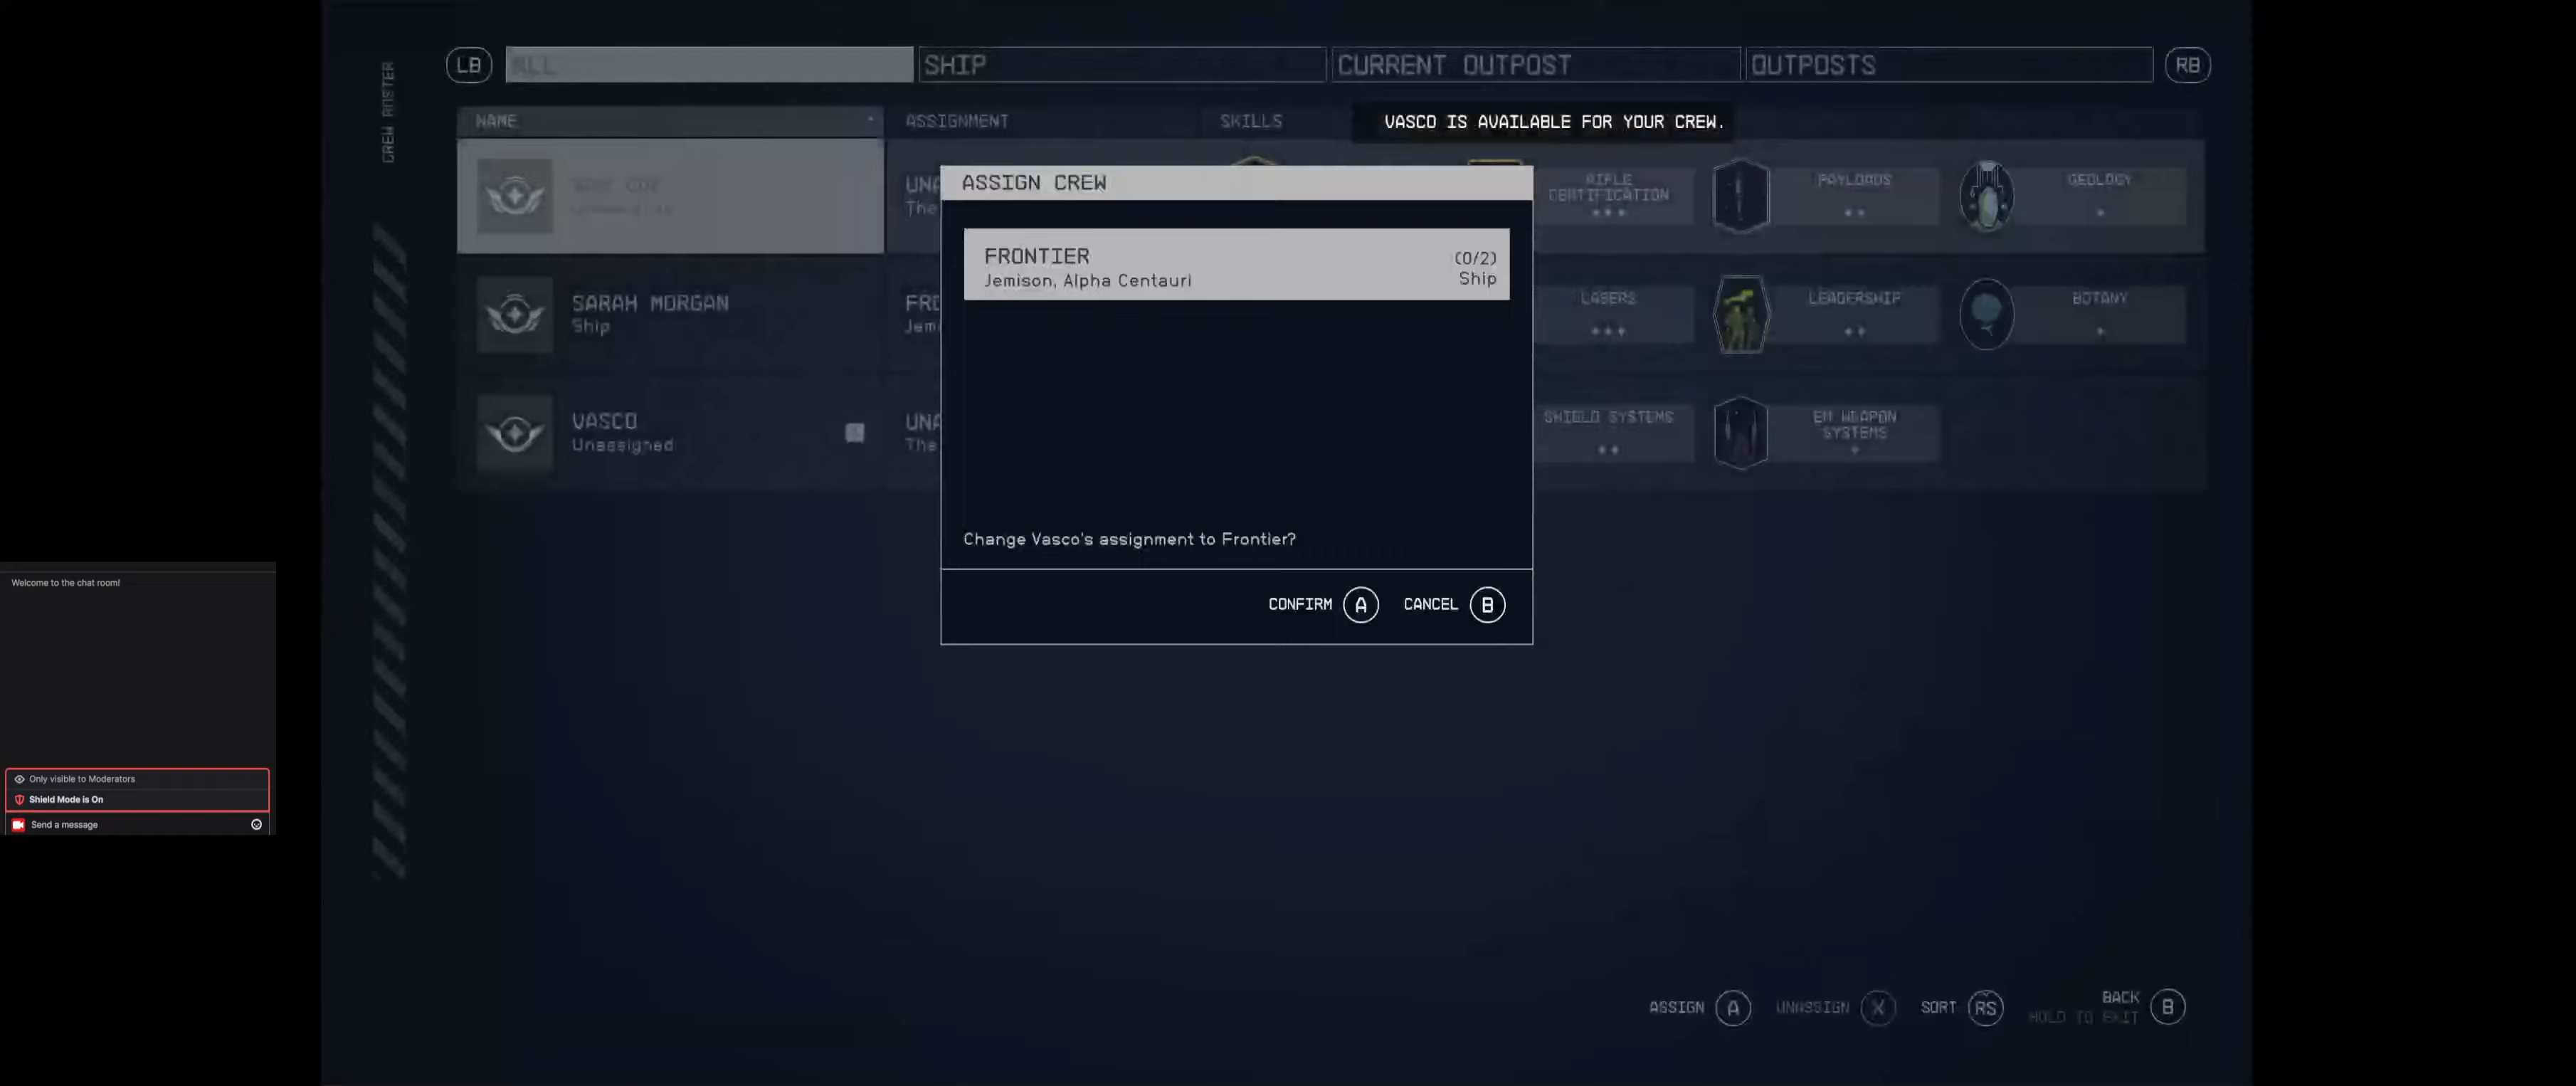 LB
ALL
SHIP
CURRENT OUTPOST
OUTPOSTS
RB
CREW ROSTER
NAME
ASSIGNMENT
SKILLS
VASCO IS AVAILABLE FOR YOUR CREW.
UNA
The
RIFLE
CERTIFICATION
PAYLOADS
GEOLOGY
ASSIGN CREW
FRONTIER
(0/2)
Jemison, Alpha Centauri
Ship
SARAH MORGAN
Ship
FRO
Jem
LASERS
LEADERSHIP
BOTANY
VASCO
Unassigned
UNA
The
SHIELD SYSTEMS
EM WEAPON
SYSTEMS
Change Vasco's assignment to Frontier?
CONFIRM A
CANCEL B
Welcome to the chat room!
Only visible to Moderators
Shield Mode is On
Send a message
ASSIGN A
UNASSIGN X
SORT RS
BACK
HOLD TO EXIT
B